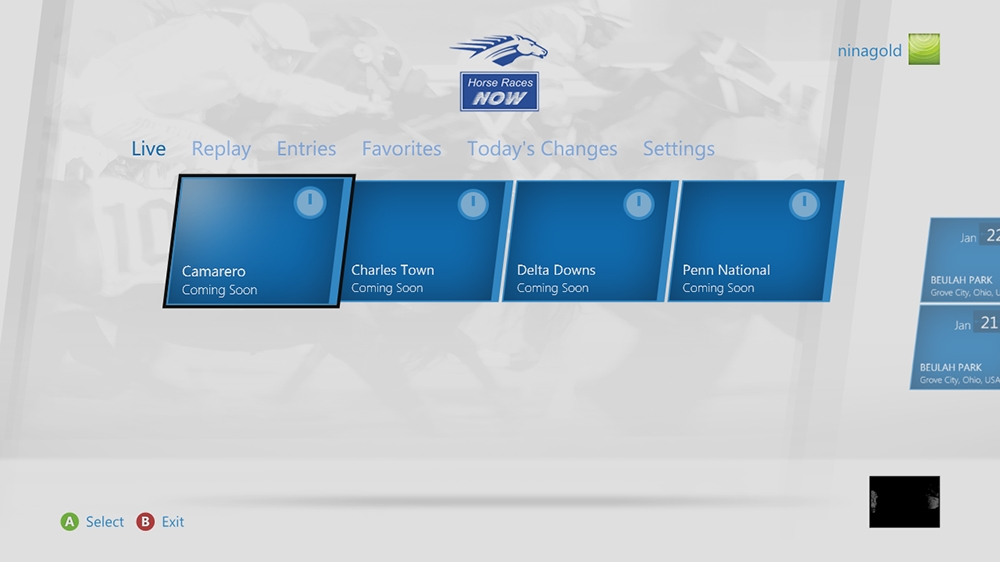 ninagold
Horse Races
NOW
Live Replay Entries Favorites Today's Changes Settings
Camarero
Coming Soon
Charles Town
Coming Soon
Delta Downs
Coming Soon
Penn National
Coming Soon
Jan 22
BEULAH PARK
Grove City, Ohio, U
Jan 21
BEULAH PARK
Grove City, Ohio, USA
A Select B Exit